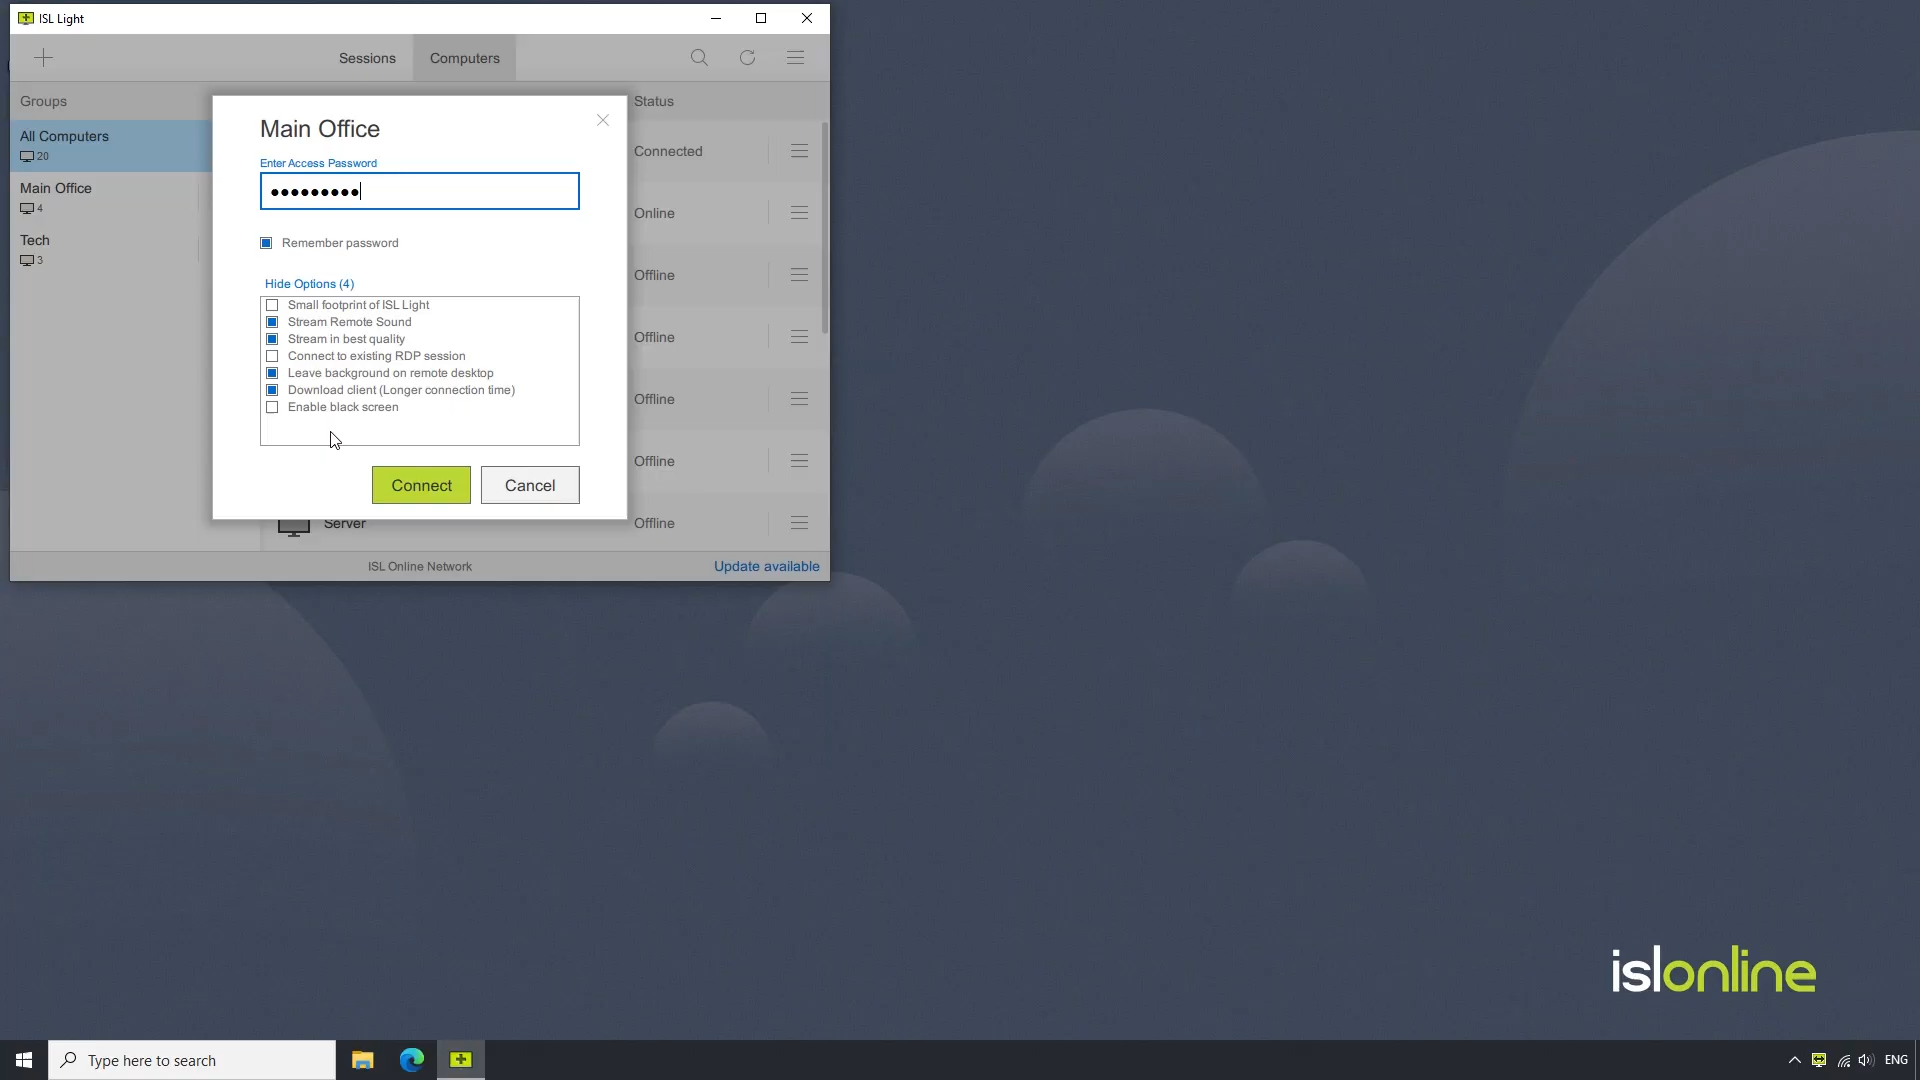 ISL Light
Sessions
Computers
Groups
Status
All Computers
20
Main Office
4
Tech
3
Main Office
Enter Access Password
●●●●●●●●●
Remember password
Hide Options (4)
Small footprint of ISL Light
Stream Remote Sound
Stream in best quality
Connect to existing RDP session
Leave background on remote desktop
Download client (Longer connection time)
Enable black screen
Connect
Cancel
Connected
Online
Offline
Offline
Offline
Offline
Server
Offline
ISL Online Network
Update available
islonline
Type here to search
ENG